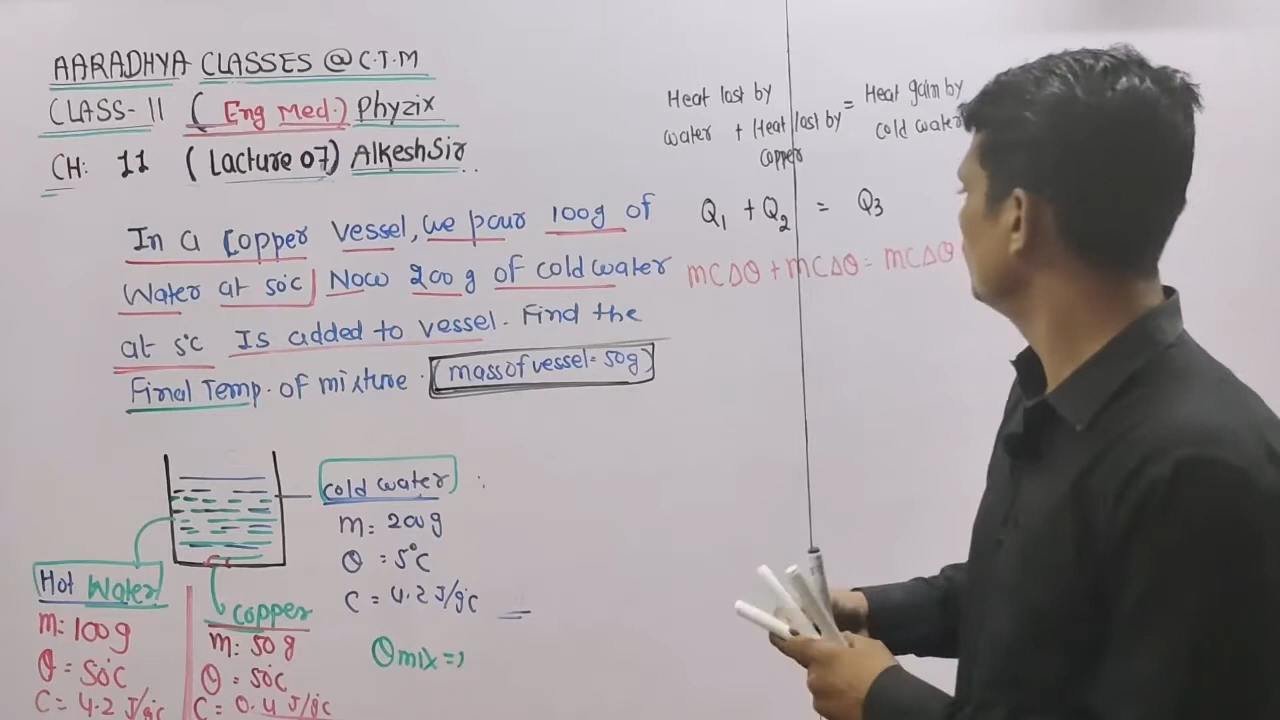 AARADHYA CLASSES @ C.T.M
CLASS-11 (Eng Med.) Phyzix
CH: 11 (Lacture 07) Alkesh Sir..
In a Copper Vessel, we pour 100g of
Water at 50°C Now 200g of cold water
at 5°C Is added to vessel. Find the
Final Temp. of mixture. (mass of vessel = 50g)
Heat lost by
water + Heat lost by
copper
= Heat gain by
cold water
Q1 + Q2 = Q3
mCΔθ + mCΔθ = mCΔθ
cold water
m: 200g
θ = 5°C
C = 4.2 J/g°C
θmix = ?
Hot Water
m: 100g
θ = 50°C
C = 4.2 J/g°C
copper
m: 50g
θ = 50°C
C = 0.4 J/g°C